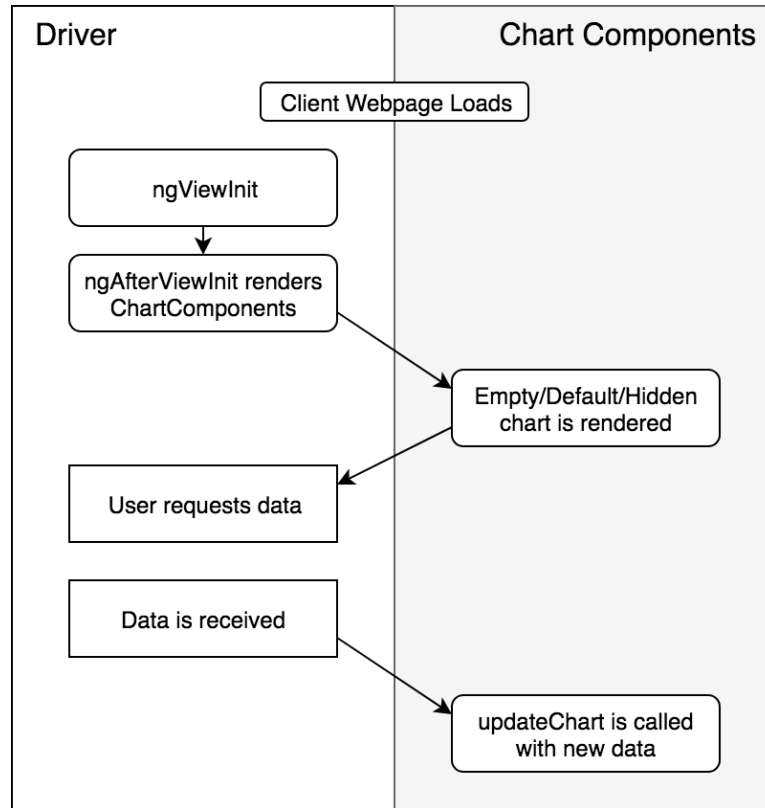 Driver
Chart Components
Client Webpage Loads
ngViewInit
ngAfterViewInit renders
ChartComponents
Empty/Default/Hidden
chart is rendered
User requests data
Data is received
updateChart is called
with new data